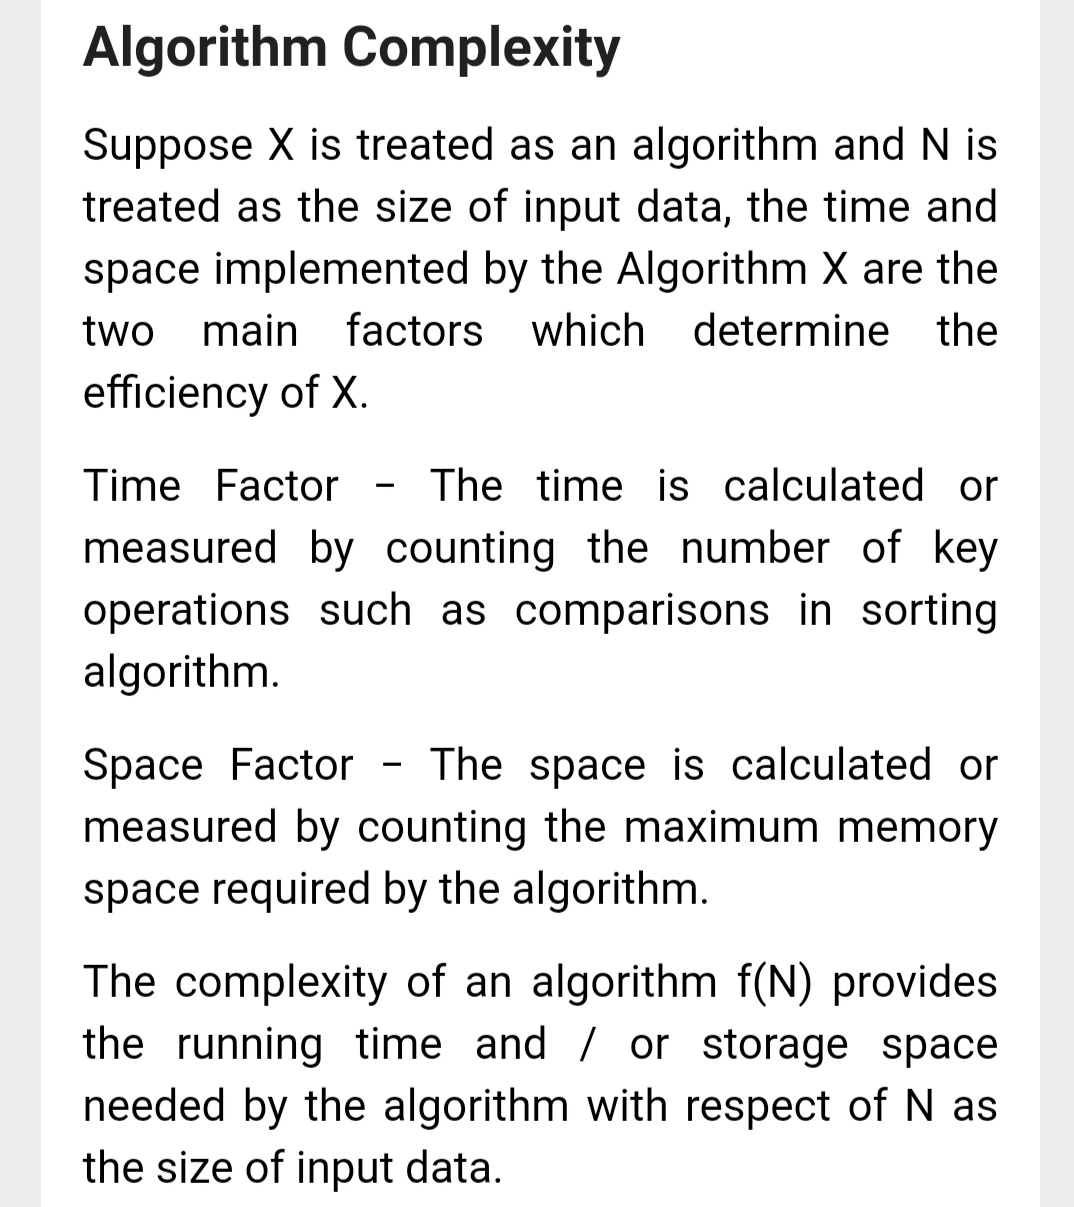 Algorithm Complexity
Suppose X is treated as an algorithm and N is
treated as the size of input data, the time and
space implemented by the Algorithm X are the
two main factors which determine the
efficiency of X.
Time Factor – The time is calculated or
measured by counting the number of key
operations such as comparisons in sorting
algorithm.
Space Factor – The space is calculated or
measured by counting the maximum memory
space required by the algorithm.
The complexity of an algorithm f(N) provides
the running time and / or storage space
needed by the algorithm with respect of N as
the size of input data.